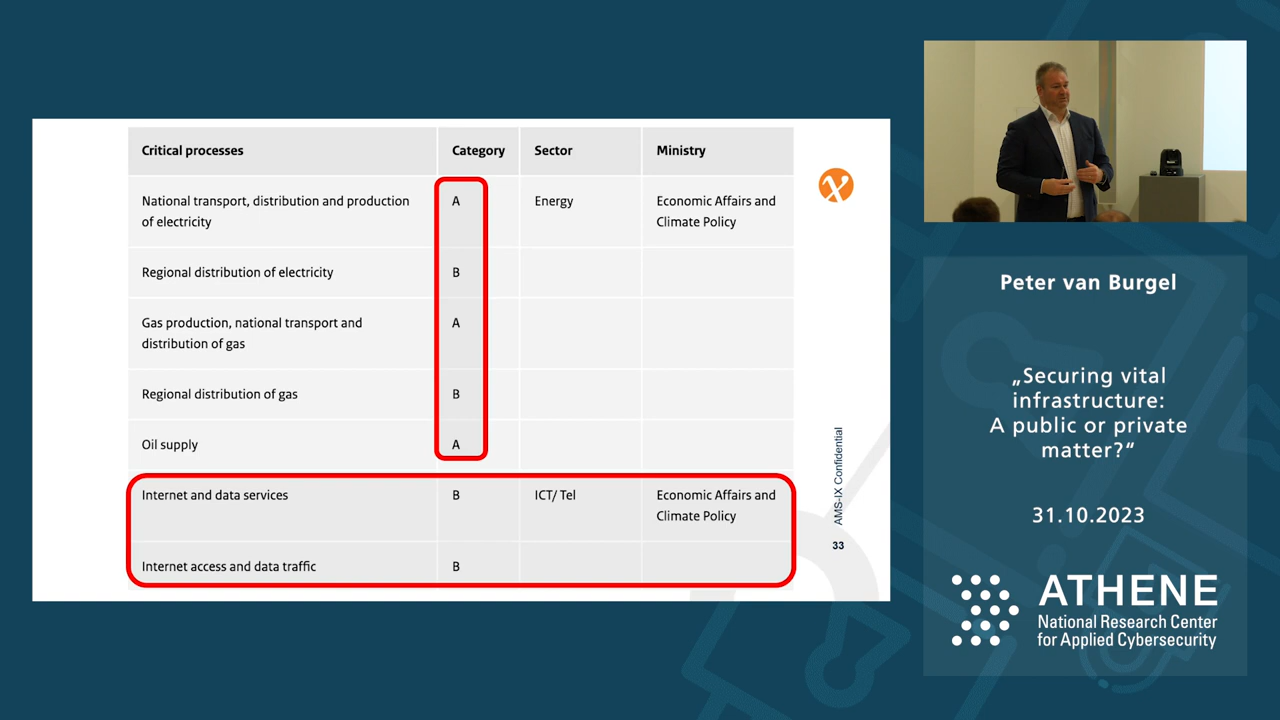 Critical processes Category Sector Ministry
National transport, distribution and production A Energy Economic Affairs and
of electricity Climate Policy
Regional distribution of electricity B
Gas production, national transport and A
distribution of gas
Regional distribution of gas B
Oil supply A
Internet and data services B ICT/ Tel Economic Affairs and
Climate Policy
Internet access and data traffic B
AMS-IX Confidential
33
Peter van Burgel
„Securing vital
infrastructure:
A public or private
matter?“
31.10.2023
ATHENE
National Research Center
for Applied Cybersecurity